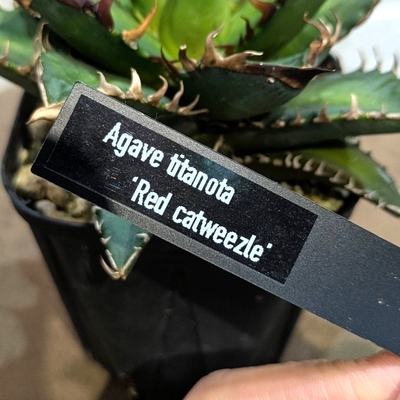 Agave titanota
'Red catweezle'